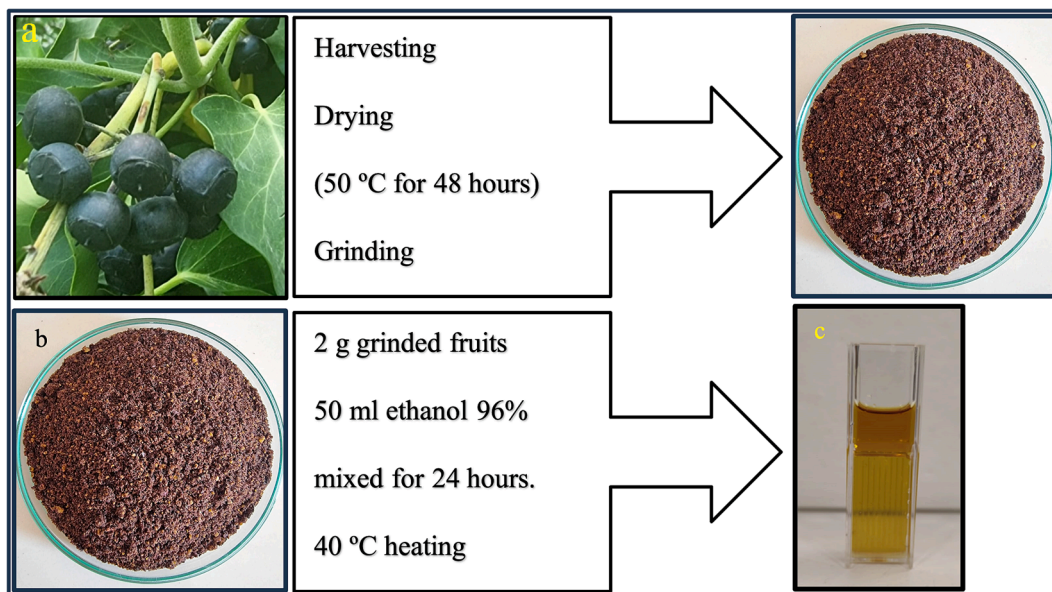 a
Harvesting
Drying
(50 ºC for 48 hours)
Grinding
b
2 g grinded fruits
50 ml ethanol 96%
mixed for 24 hours.
40 ºC heating
c